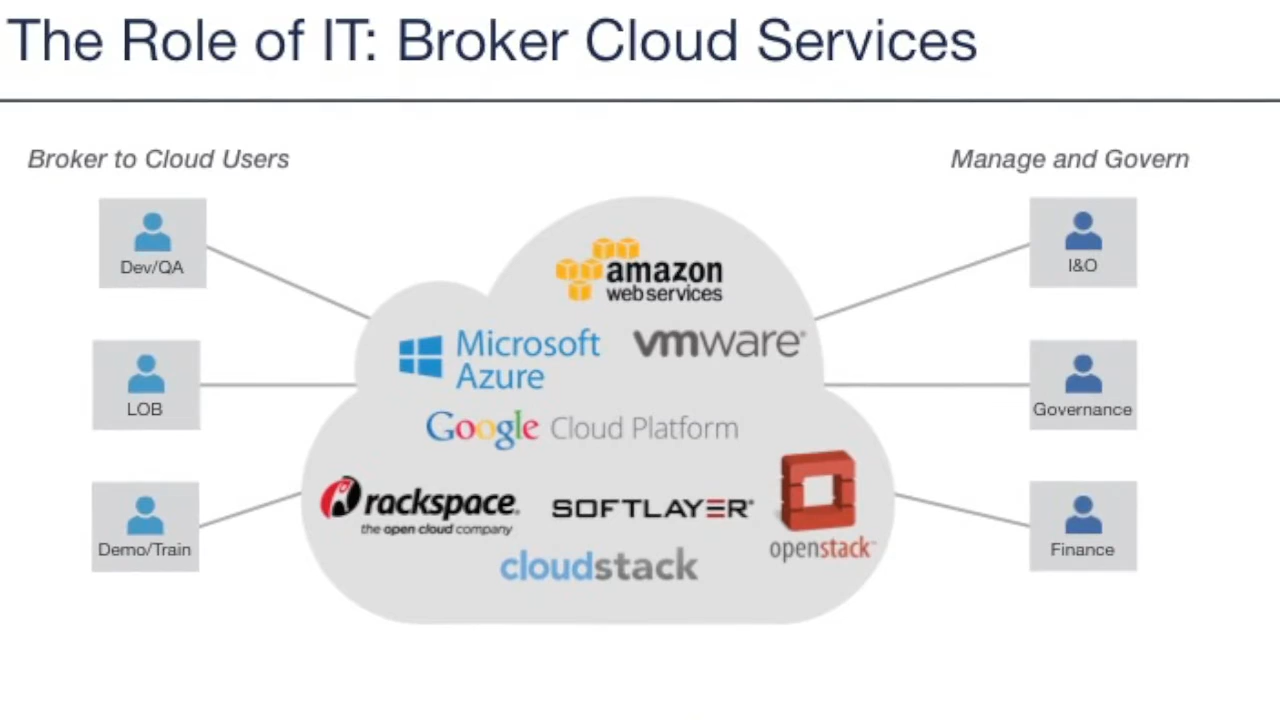 The Role of IT: Broker Cloud Services
Broker to Cloud Users
Manage and Govern
Dev/QA
LOB
Demo/Train
amazon
web services
Microsoft
Azure
vmware®
Google Cloud Platform
rackspace®
the open cloud company
SOFTLAYER®
openstack™
cloudstack
I&O
Governance
Finance